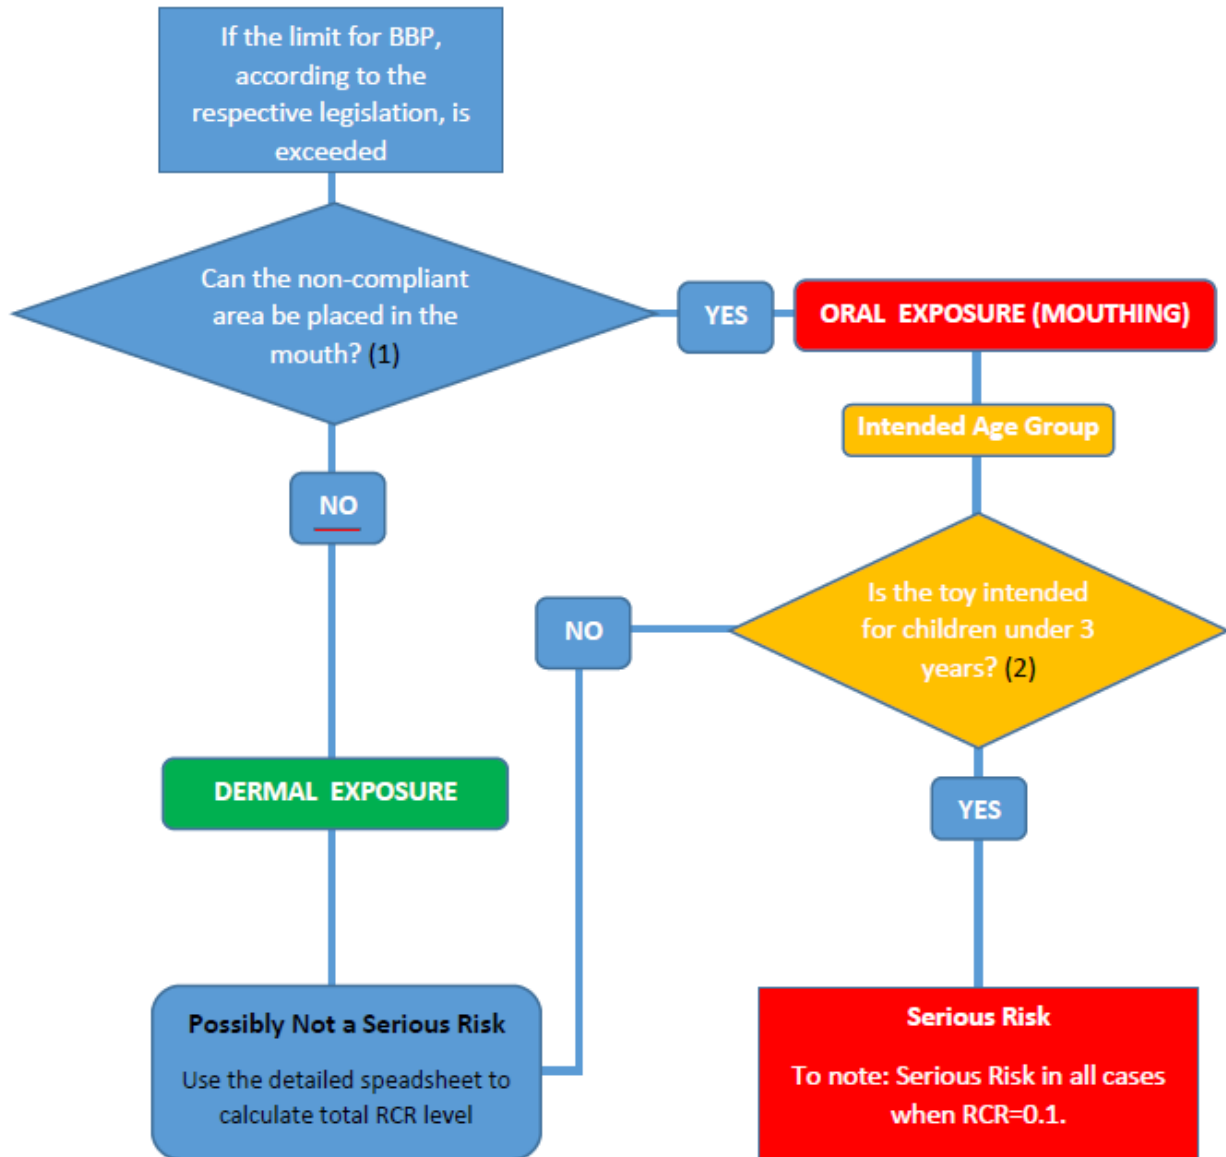 If the limit for BBP,
according to the
respective legislation, is
exceeded
Can the non-compliant
area be placed in the
mouth? (1)
YES
ORAL EXPOSURE (MOUTHING)
Intended Age Group
NO
Is the toy intended
for children under 3
years? (2)
NO
YES
DERMAL EXPOSURE
Possibly Not a Serious Risk
Use the detailed speadsheet to
calculate total RCR level
Serious Risk
To note: Serious Risk in all cases
when RCR=0.1.